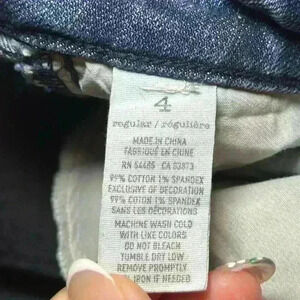 4
regular / régulière
MADE IN CHINA
FABRIQUÉ EN CHINE
RN 54485 CA 53873
99% COTTON 1% SPANDEX
EXCLUSIVE OF DECORATION
99% COTON 1% SPANDEX
SANS LES DÉCORATIONS
MACHINE WASH COLD
WITH LIKE COLORS
DO NOT BLEACH
TUMBLE DRY LOW
REMOVE PROMPTLY
IRON IF NEEDED